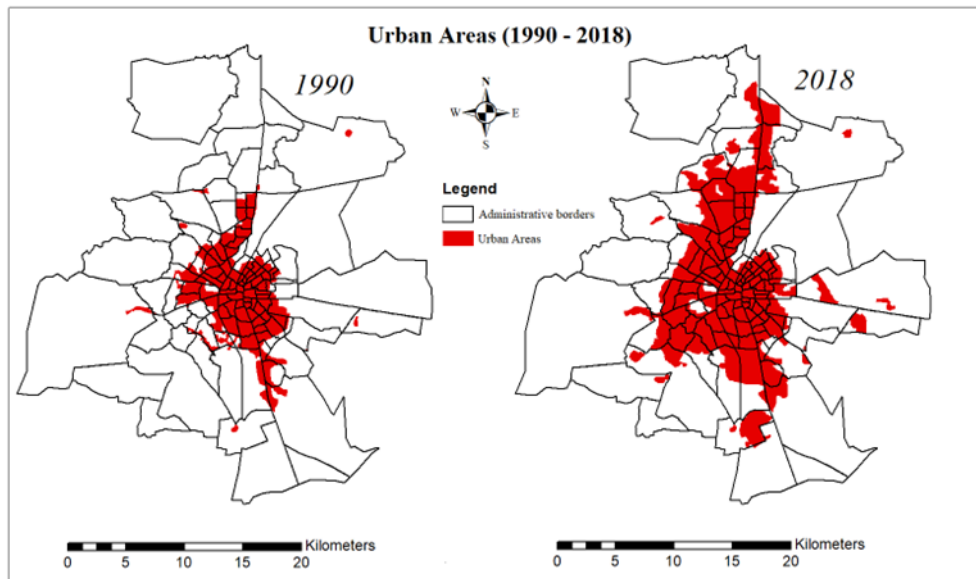 Urban Areas (1990 - 2018)
1990
2018
N
W E
S
Legend
Administrative borders
Urban Areas
Kilometers
0 5 10 15 20
Kilometers
0 5 10 15 20